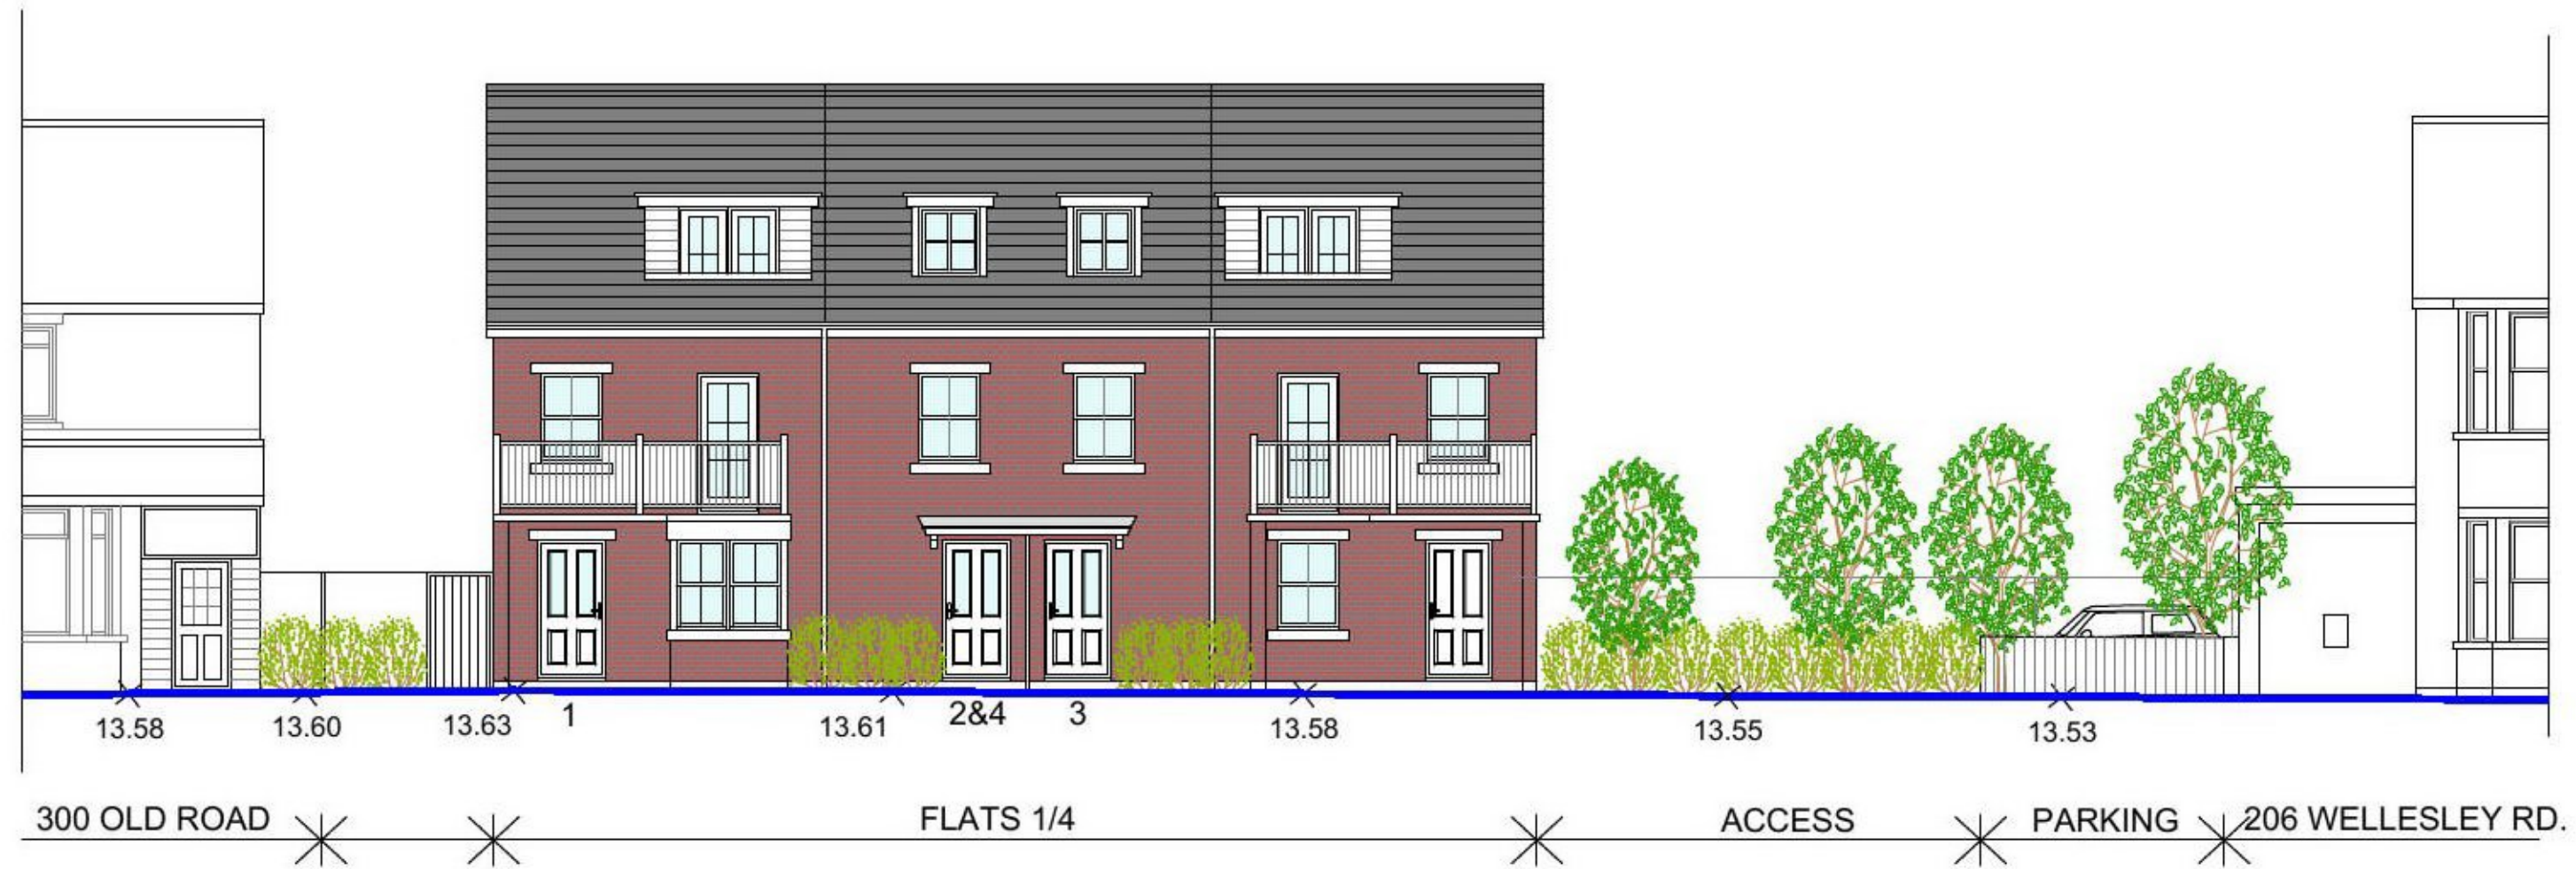 13.58
13.60
13.63
1
13.61
2&4
3
13.58
13.55
13.53
300 OLD ROAD
FLATS 1/4
ACCESS
PARKING
206 WELLESLEY RD.